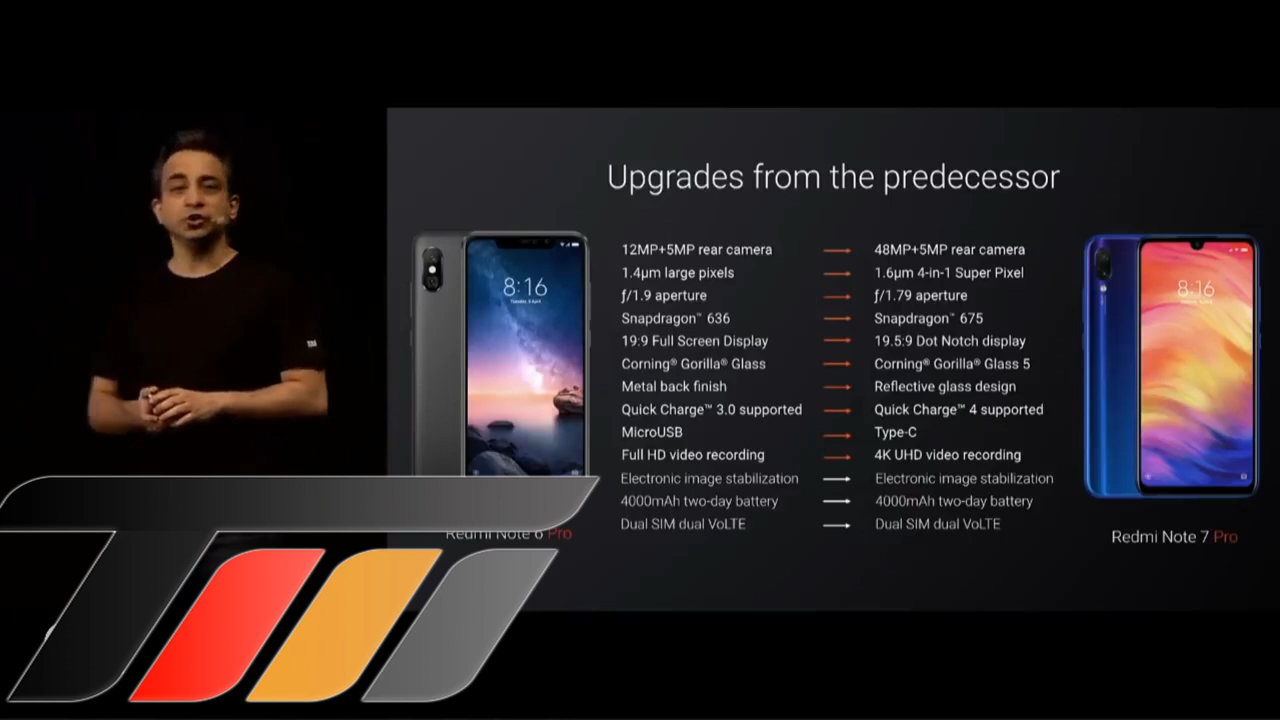 Upgrades from the predecessor
12MP+5MP rear camera → 48MP+5MP rear camera
1.4µm large pixels → 1.6µm 4-in-1 Super Pixel
ƒ/1.9 aperture → ƒ/1.79 aperture
Snapdragon™ 636 → Snapdragon™ 675
19:9 Full Screen Display → 19.5:9 Dot Notch display
Corning® Gorilla® Glass → Corning® Gorilla® Glass 5
Metal back finish → Reflective glass design
Quick Charge™ 3.0 supported → Quick Charge™ 4 supported
MicroUSB → Type-C
Full HD video recording → 4K UHD video recording
Electronic image stabilization → Electronic image stabilization
4000mAh two-day battery → 4000mAh two-day battery
Dual SIM dual VoLTE → Dual SIM dual VoLTE
8:16
8:16
Redmi Note 6 Pro
Redmi Note 7 Pro